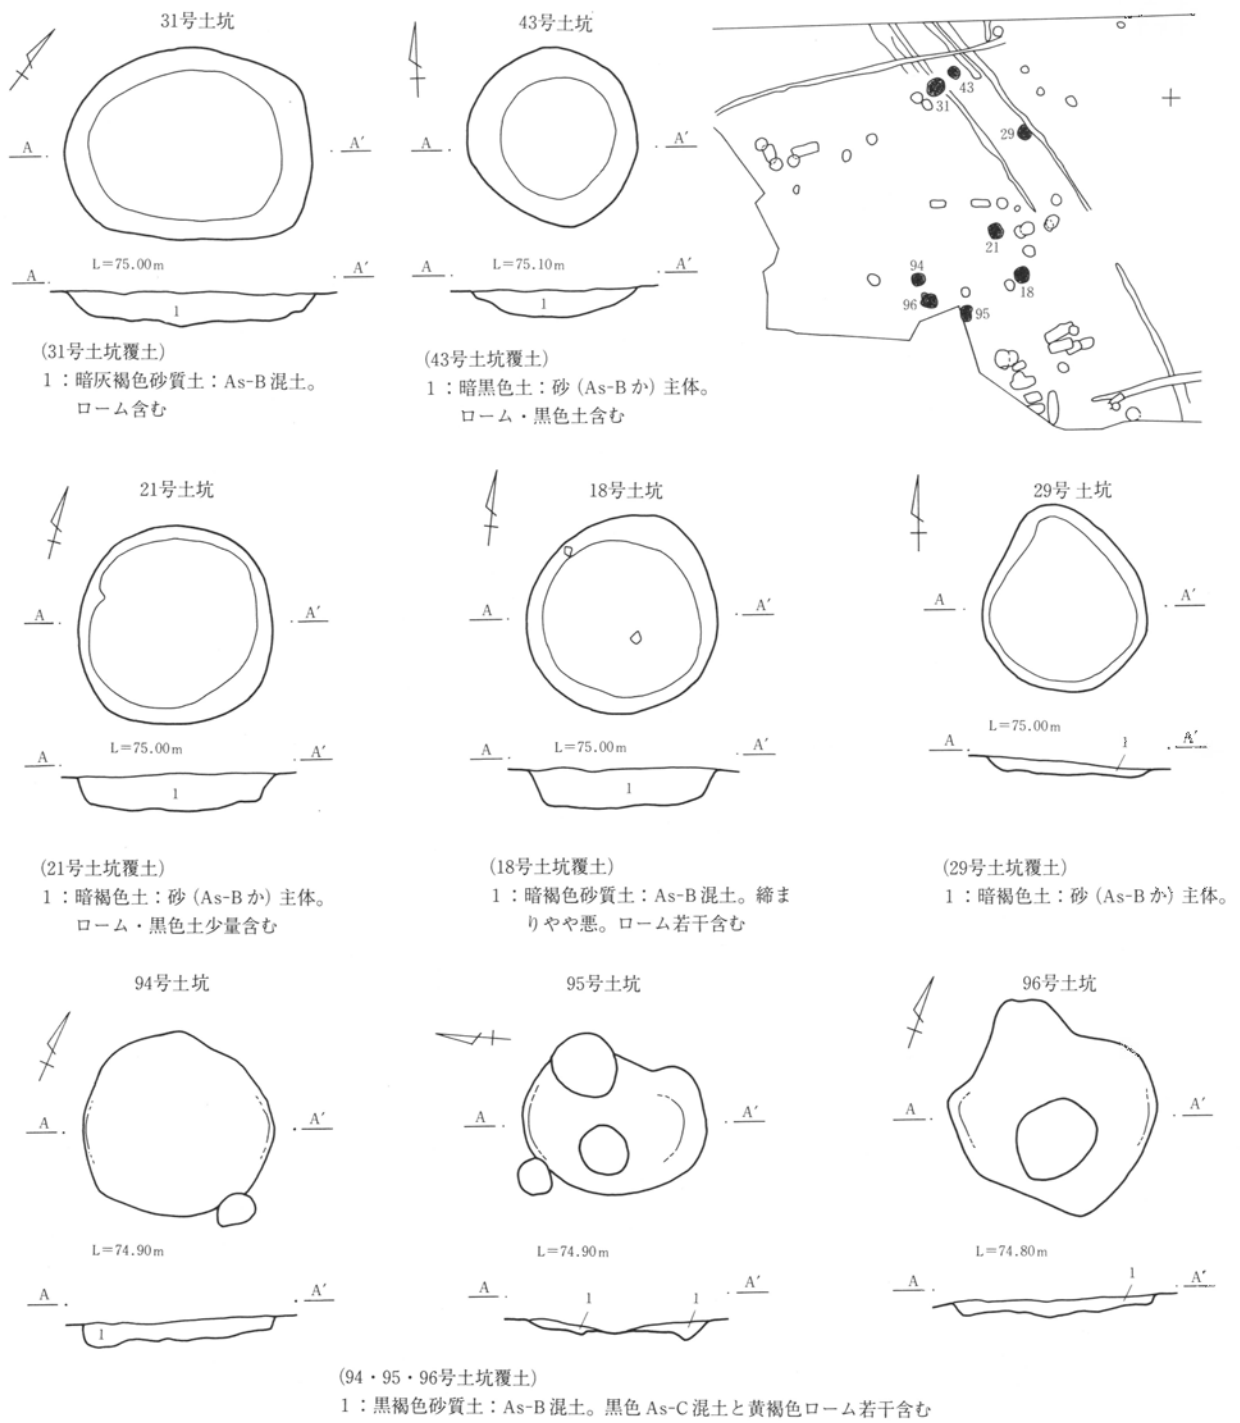 31号土坑
43号土坑
43
31
29
21
18
94
96
95
A
A′
A
A′
L=75.00m
A
A′
1
L=75.10m
A
A′
1
(31号土坑覆土)
1：暗灰褐色砂質土：As-B混土。
ローム含む
(43号土坑覆土)
1：暗黒色土：砂（As-Bか）主体。
ローム・黒色土含む
21号土坑
18号土坑
29号土坑
A
A′
A
A′
A
A′
L=75.00m
A
A′
1
L=75.00m
A
A′
1
L=75.00m
A
A′
1
(21号土坑覆土)
1：暗褐色土：砂（As-Bか）主体。
ローム・黒色土少量含む
(18号土坑覆土)
1：暗褐色砂質土：As-B混土。締ま
りやや悪。ローム若干含む
(29号土坑覆土)
1：暗褐色土：砂（As-Bか）主体。
94号土坑
95号土坑
96号土坑
A
A′
A
A′
A
A′
L=74.90m
A
A′
1
L=74.90m
A
A′
1
1
L=74.80m
A
A′
1
(94・95・96号土坑覆土)
1：黒褐色砂質土：As-B混土。黒色As-C混土と黄褐色ローム若干含む